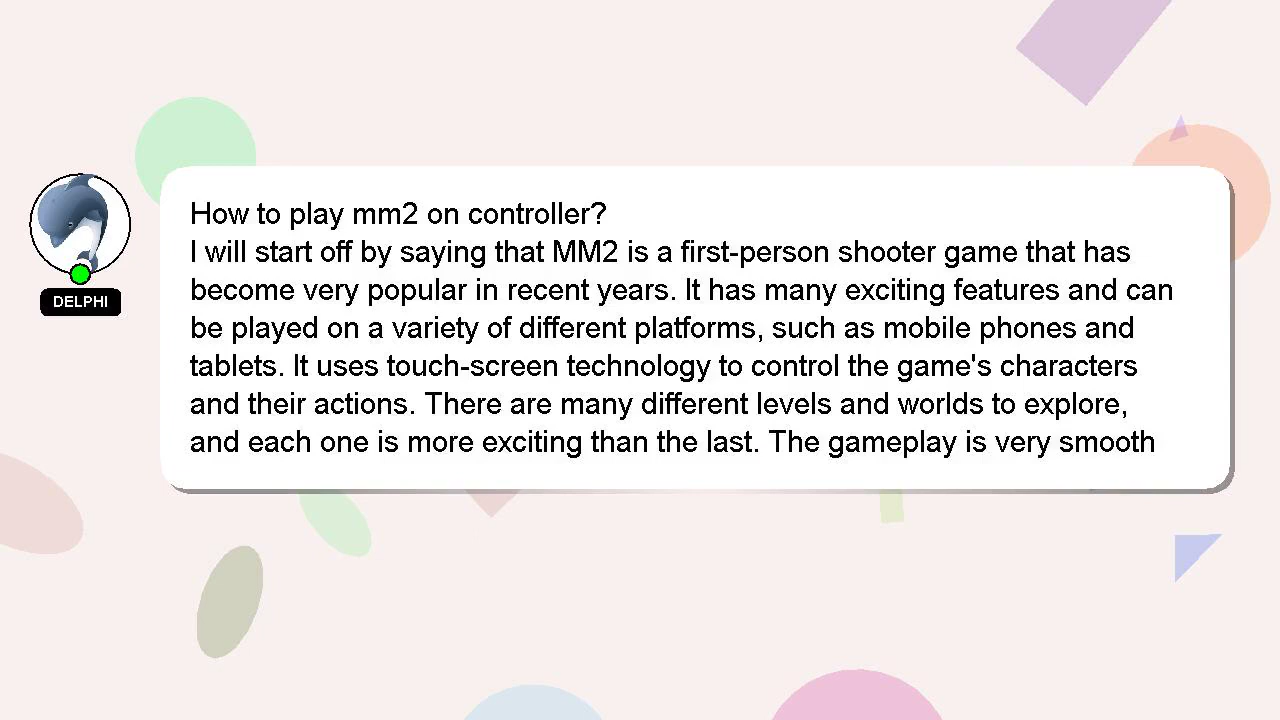 How to play mm2 on controller?
I will start off by saying that MM2 is a first-person shooter game that has
become very popular in recent years. It has many exciting features and can
be played on a variety of different platforms, such as mobile phones and
tablets. It uses touch-screen technology to control the game's characters
and their actions. There are many different levels and worlds to explore,
and each one is more exciting than the last. The gameplay is very smooth
DELPHI